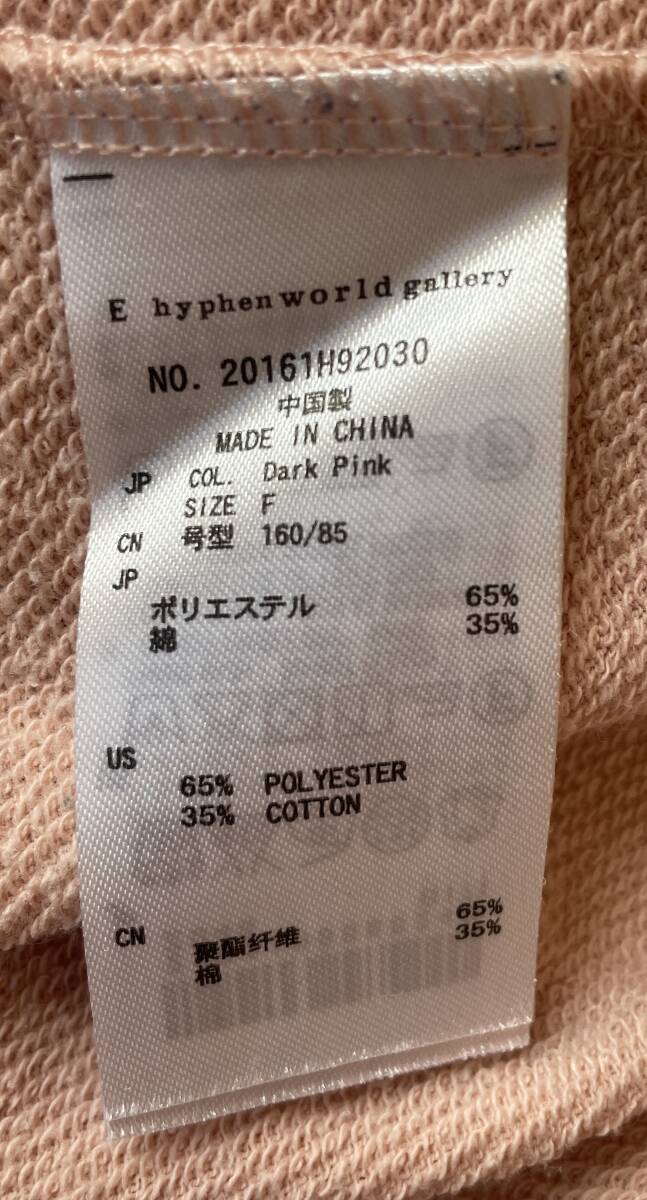 E hyphen world gallery
NO. 20161H92030
中国製
MADE IN CHINA
JP COL. Dark Pink
SIZE F
CN 号型 160/85
JP
ポリエステル 65%
綿 35%
US
65% POLYESTER
35% COTTON
CN
聚酯纤维 65%
棉 35%